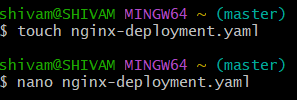 shivam@SHIVAM MINGW64 ~ (master)
$ touch nginx-deployment.yaml
shivam@SHIVAM MINGW64 ~ (master)
$ nano nginx-deployment.yaml